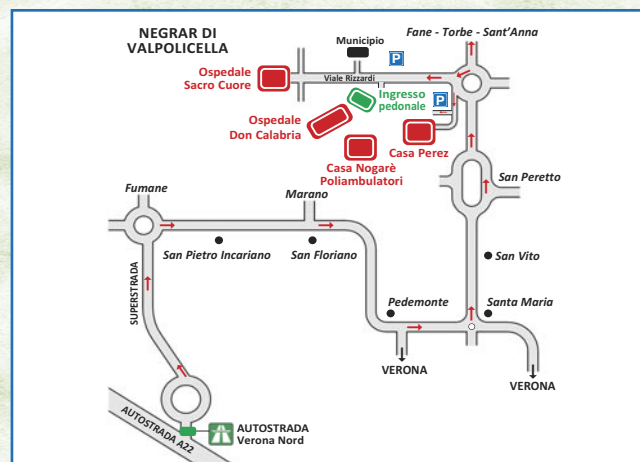 NEGRAR DI
VALPOLICELLA
Municipio
P
Fane - Torbe - Sant'Anna
Ospedale
Sacro Cuore
Viale Rizzardi
Ingresso
pedonale
P
Ospedale
Don Calabria
Casa Perez
Casa Nogarè
Poliambulatori
San Peretto
Fumane
Marano
San Pietro Incariano
San Floriano
San Vito
SUPERSTRADA
Pedemonte
Santa Maria
VERONA
VERONA
AUTOSTRADA A22
AUTOSTRADA
Verona Nord